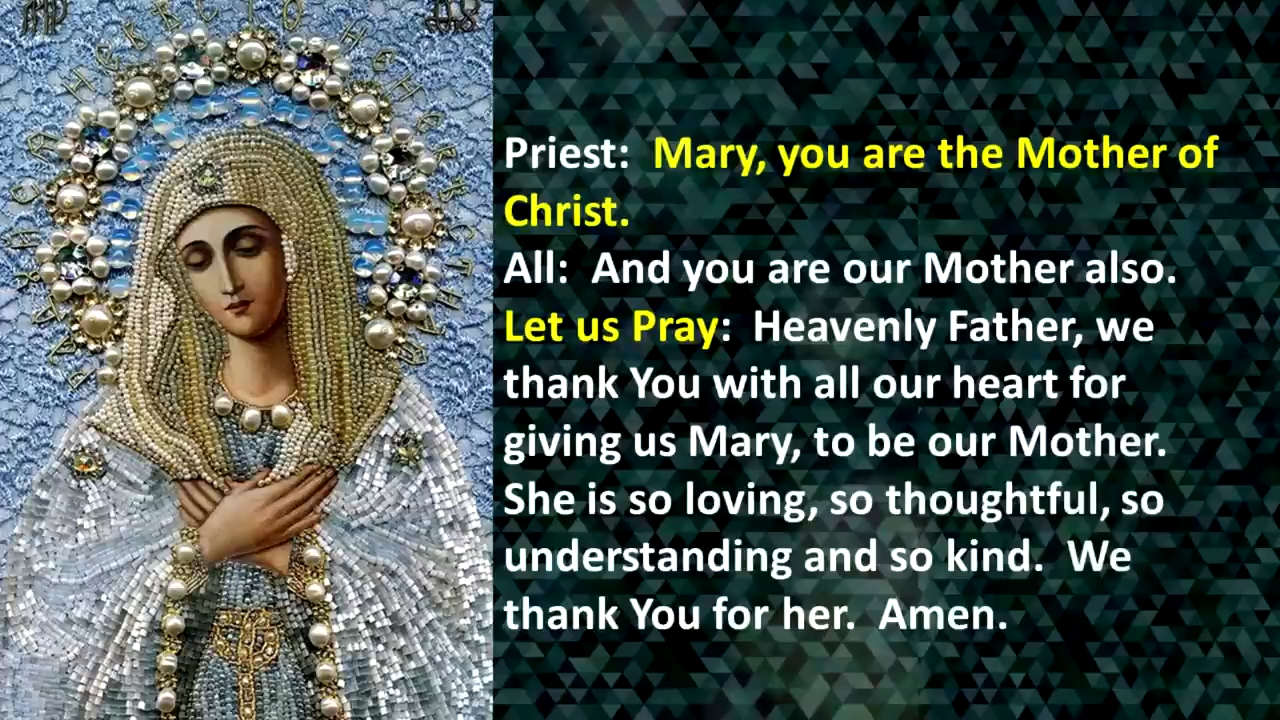 Priest:  Mary, you are the Mother of
Christ.
All:  And you are our Mother also.
Let us Pray:  Heavenly Father, we
thank You with all our heart for
giving us Mary, to be our Mother.
She is so loving, so thoughtful, so
understanding and so kind.  We
thank You for her.  Amen.